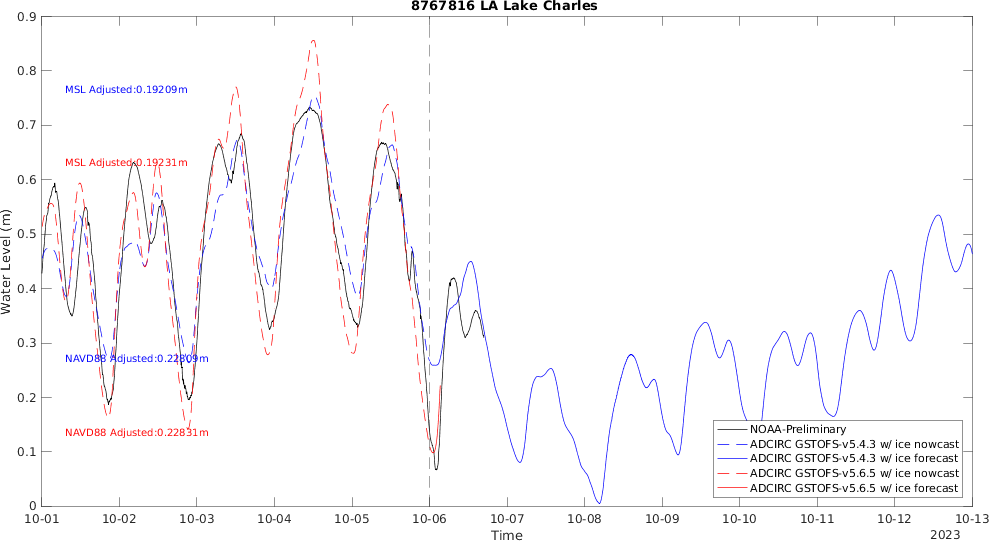 8767816 LA Lake Charles
0.9
0.8
0.7
0.6
0.5
0.4
0.3
0.2
0.1
0
Water Level (m)
MSL Adjusted:0.19209m
MSL Adjusted:0.19231m
NAVD88 Adjusted:0.22809m
NAVD88 Adjusted:0.22831m
NOAA-Preliminary
ADCIRC GSTOFS-v5.4.3 w/ ice nowcast
ADCIRC GSTOFS-v5.4.3 w/ ice forecast
ADCIRC GSTOFS-v5.6.5 w/ ice nowcast
ADCIRC GSTOFS-v5.6.5 w/ ice forecast
10-01 10-02 10-03 10-04 10-05 10-06 10-07 10-08 10-09 10-10 10-11 10-12 10-13
Time
2023